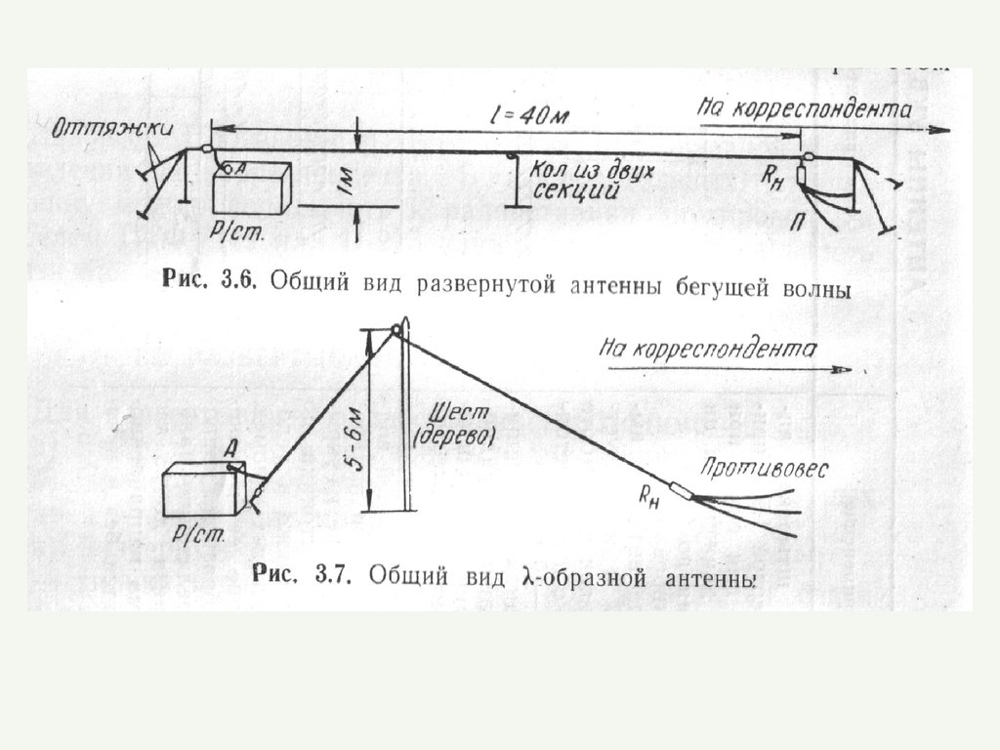 Оттяжки
l = 40м
На корреспондента
А
1м
Кол из двух
секций
Rн
П
Р/ст.
Рис. 3.6. Общий вид развернутой антенны бегущей волны
На корреспондента
5-6м
Шест
(дерево)
А
Противовес
Rн
Р/ст.
Рис. 3.7. Общий вид λ-образной антенны